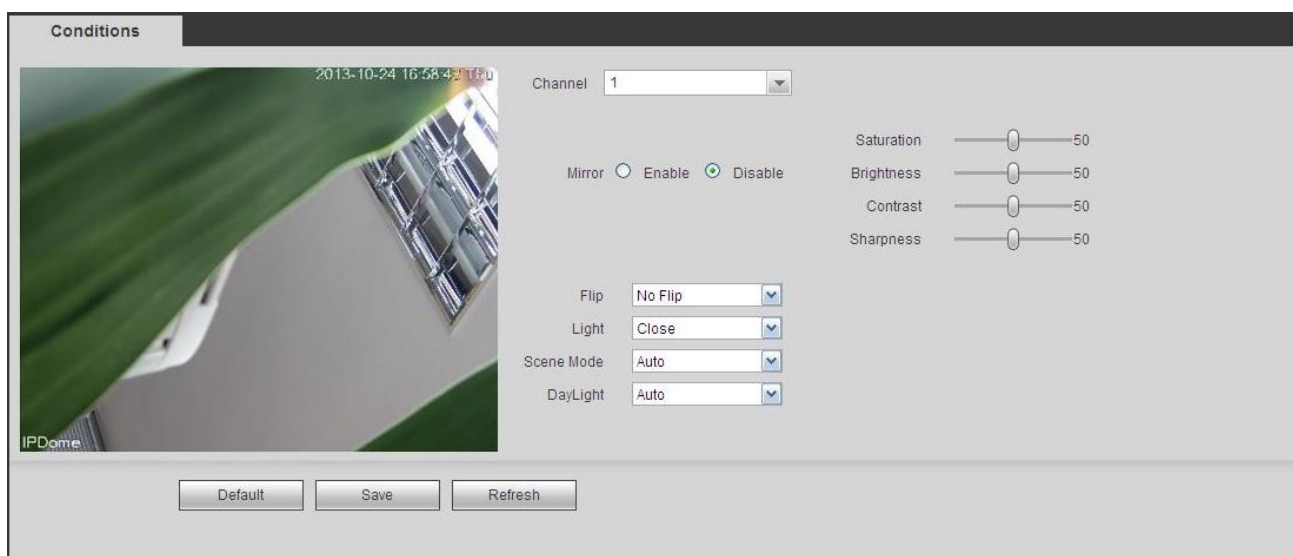 Conditions
2013-10-24 16:58:42 Thu
IPDome
Channel 1
Mirror Enable Disable
Saturation 50
Brightness 50
Contrast 50
Sharpness 50
Flip No Flip
Light Close
Scene Mode Auto
DayLight Auto
Default Save Refresh